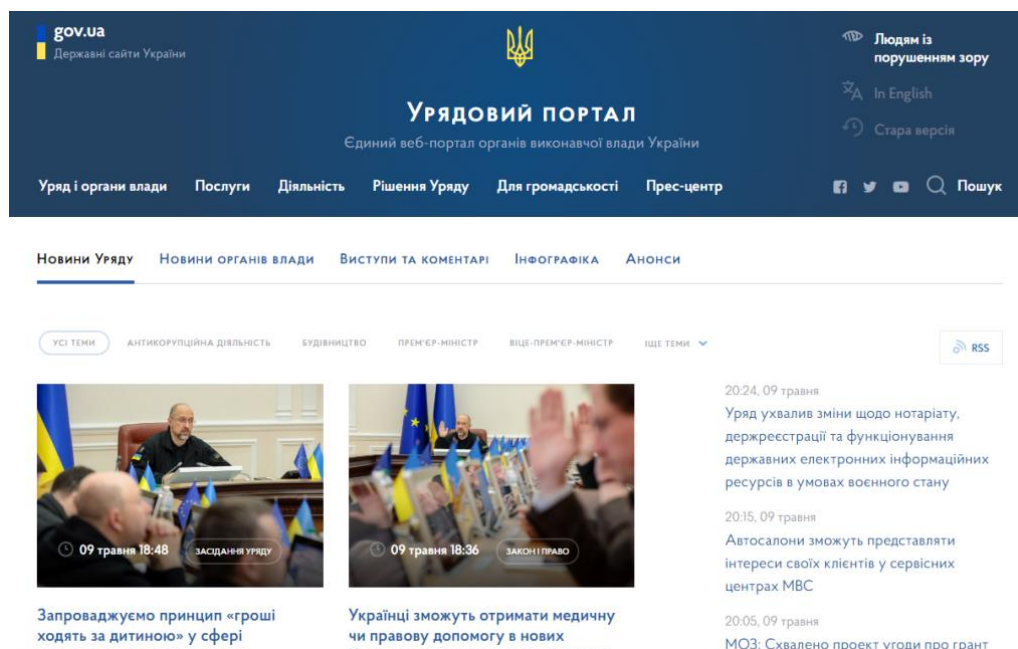 gov.ua
Державні сайти України
Людям із
порушенням зору
In English
Стара версія
Урядовий портал
Єдиний веб-портал органів виконавчої влади України
Уряд і органи влади Послуги Діяльність Рішення Уряду Для громадськості Прес-центр Пошук
Новини Уряду Новини органів влади Виступи та коментарі Інфографіка Анонси
УСІ ТЕМИ АНТИКОРУПЦІЙНА ДІЯЛЬНІСТЬ БУДІВНИЦТВО ПРЕМ'ЄР-МІНІСТР ВІЦЕ-ПРЕМ'ЄР-МІНІСТР ІЩЕ ТЕМИ
RSS
09 травня 18:48 ЗАСІДАННЯ УРЯДУ
Запроваджуємо принцип «гроші
ходять за дитиною» у сфері
09 травня 18:36 ЗАКОН І ПРАВО
Українці зможуть отримати медичну
чи правову допомогу в нових
20:24, 09 травня
Уряд ухвалив зміни щодо нотаріату,
держреєстрації та функціонування
державних електронних інформаційних
ресурсів в умовах воєнного стану
20:15, 09 травня
Автосалони зможуть представляти
інтереси своїх клієнтів у сервісних
центрах МВС
20:05, 09 травня
МОЗ: Схвалено проект угоди про грант